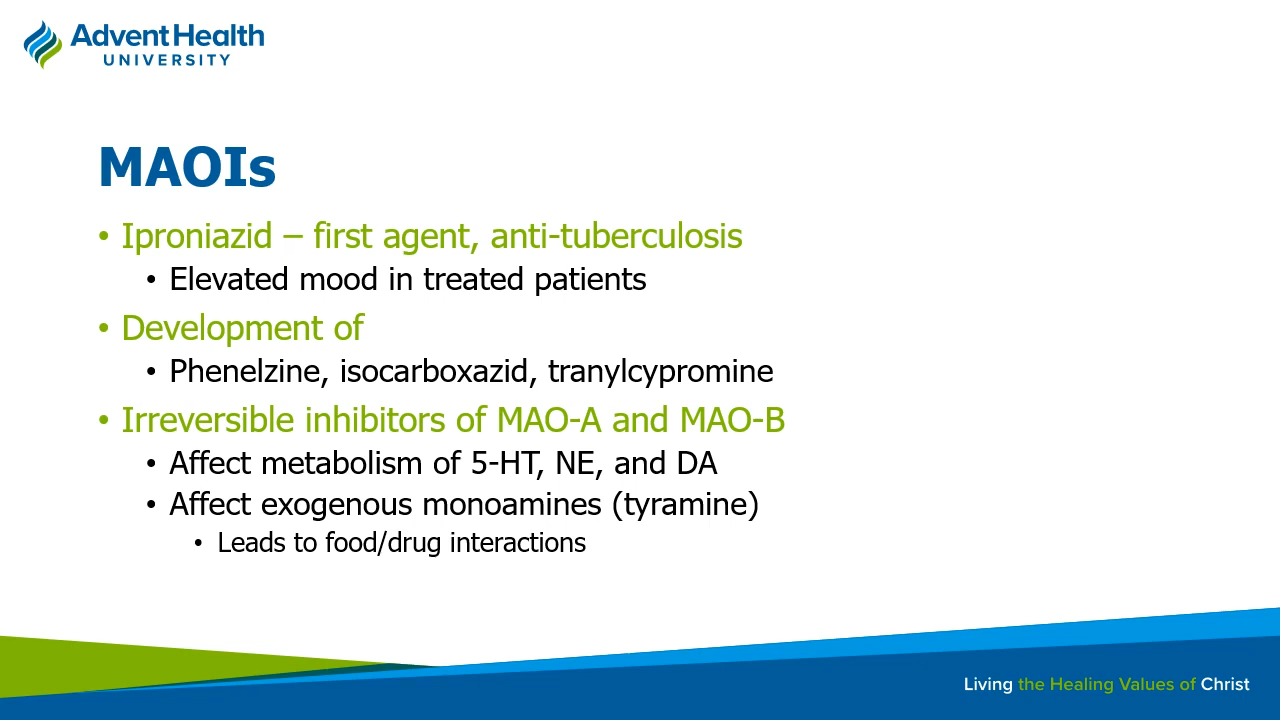 AdventHealth
UNIVERSITY
MAOIs
• Iproniazid – first agent, anti-tuberculosis
• Elevated mood in treated patients
• Development of
• Phenelzine, isocarboxazid, tranylcypromine
• Irreversible inhibitors of MAO-A and MAO-B
• Affect metabolism of 5-HT, NE, and DA
• Affect exogenous monoamines (tyramine)
• Leads to food/drug interactions
Living the Healing Values of Christ